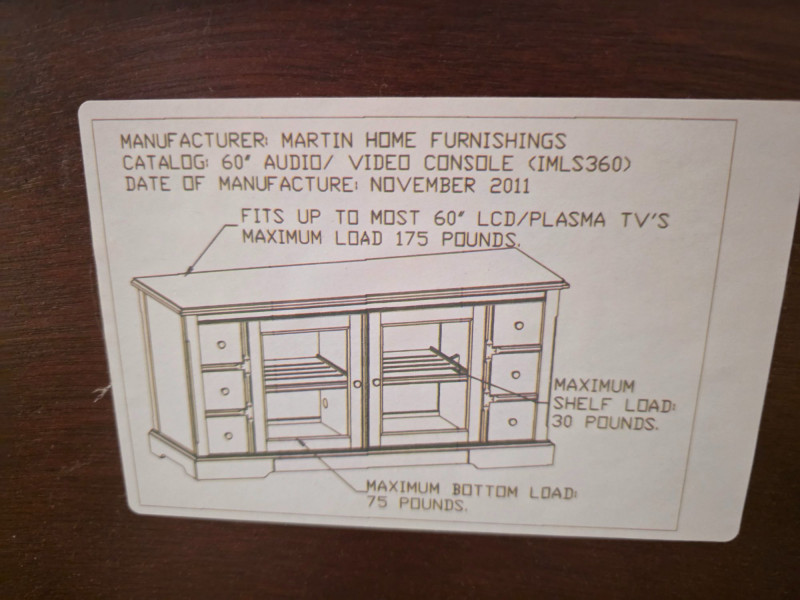 MANUFACTURER: MARTIN HOME FURNISHINGS
CATALOG: 60" AUDIO/ VIDEO CONSOLE (IMLS360)
DATE OF MANUFACTURE: NOVEMBER 2011
FITS UP TO MOST 60" LCD/PLASMA TV'S
MAXIMUM LOAD 175 POUNDS.
MAXIMUM
SHELF LOAD:
30 POUNDS.
MAXIMUM BOTTOM LOAD:
75 POUNDS.